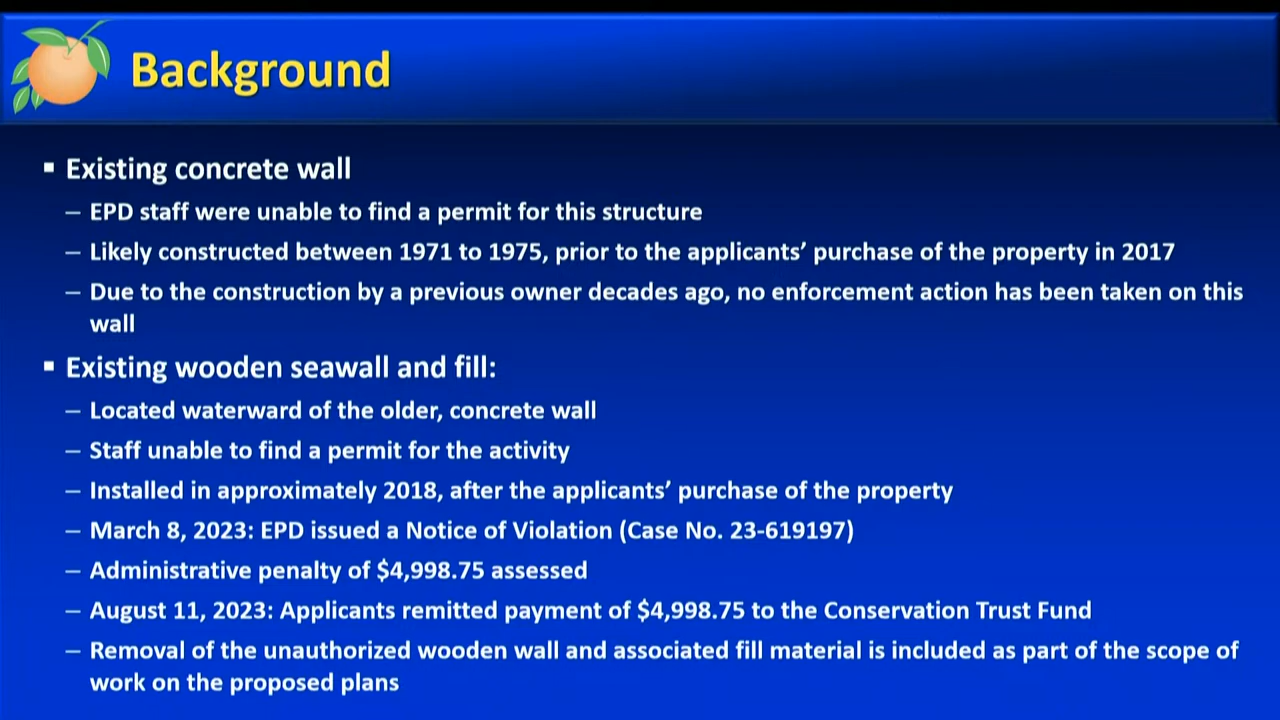 Background
▪ Existing concrete wall
– EPD staff were unable to find a permit for this structure
– Likely constructed between 1971 to 1975, prior to the applicants’ purchase of the property in 2017
– Due to the construction by a previous owner decades ago, no enforcement action has been taken on this
wall
▪ Existing wooden seawall and fill:
– Located waterward of the older, concrete wall
– Staff unable to find a permit for the activity
– Installed in approximately 2018, after the applicants’ purchase of the property
– March 8, 2023: EPD issued a Notice of Violation (Case No. 23-619197)
– Administrative penalty of $4,998.75 assessed
– August 11, 2023: Applicants remitted payment of $4,998.75 to the Conservation Trust Fund
– Removal of the unauthorized wooden wall and associated fill material is included as part of the scope of
work on the proposed plans